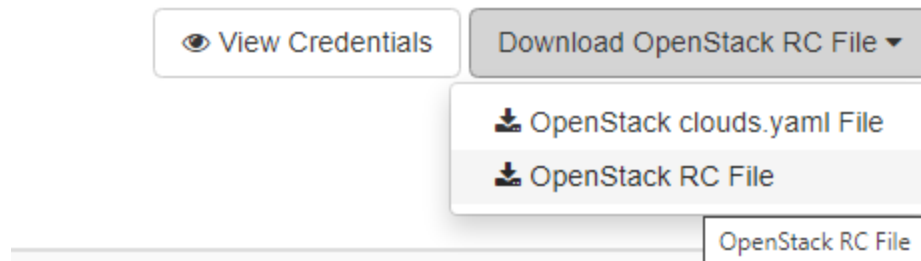 View Credentials
Download OpenStack RC File
OpenStack clouds.yaml File
OpenStack RC File
OpenStack RC File